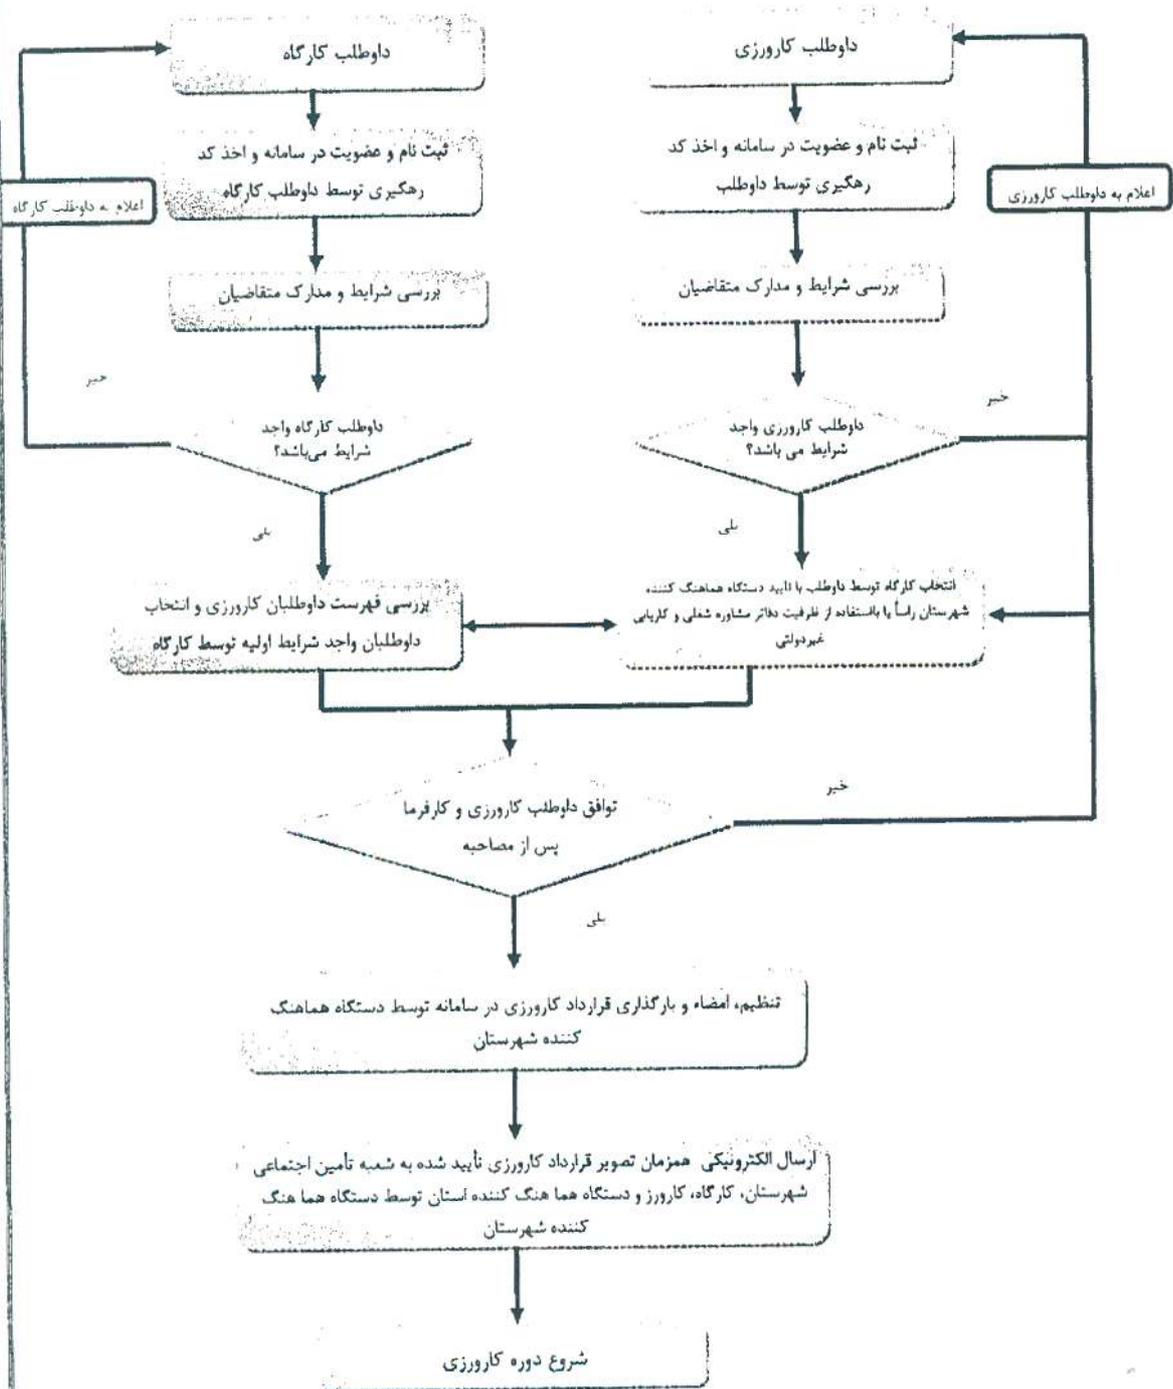 داوطلب کارورزی
داوطلب کارگاه
ثبت نام و عضویت در سامانه و اخذ کد
رهگیری توسط داوطلب
ثبت نام و عضویت در سامانه و اخذ کد
رهگیری توسط داوطلب کارگاه
اعلام به داوطلب کارورزی
اعلام به داوطلب کارگاه
بررسی شرایط و مدارک متقاضیان
بررسی شرایط و مدارک متقاضیان
خیر
خیر
داوطلب کارورزی واجد
شرایط می باشد؟
داوطلب کارگاه واجد
شرایط می‌باشد؟
بلی
بلی
انتخاب کارگاه توسط داوطلب با تایید دستگاه هماهنگ کننده
شهرستان راساً یا بااستفاده از ظرفیت دفاتر مشاوره شغلی و کاریابی
غیردولتی
بررسی فهرست داوطلبان کارورزی و انتخاب
داوطلبان واجد شرایط اولیه توسط کارگاه
توافق داوطلب کارورزی و کارفرما
پس از مصاحبه
خیر
بلی
تنظیم، امضاء و بارگذاری قرارداد کارورزی در سامانه توسط دستگاه هماهنگ
کننده شهرستان
ارسال الکترونیکی همزمان تصویر قرارداد کارورزی تأیید شده به شعبه تأمین اجتماعی
شهرستان، کارگاه، کارورز و دستگاه هما هنگ کننده استان توسط دستگاه هما هنگ
کننده شهرستان
شروع دوره کارورزی